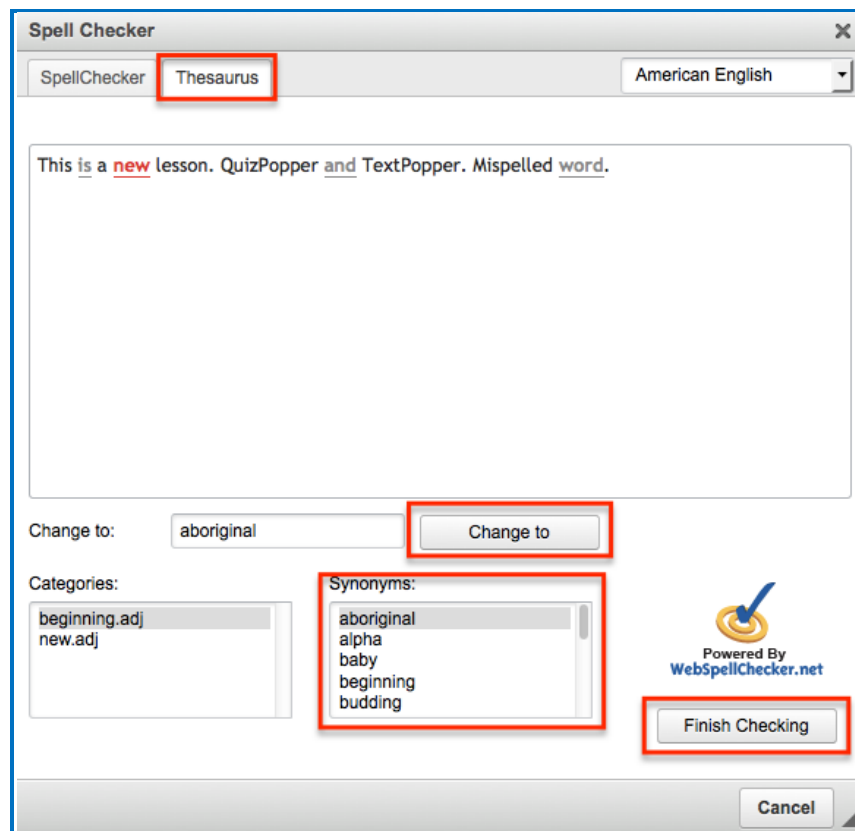 Spell Checker
SpellChecker
Thesaurus
American English
This is a new lesson. QuizPopper and TextPopper. Mispelled word.
Change to:
aboriginal
Change to
Categories:
beginning.adj
new.adj
Synonyms:
aboriginal
alpha
baby
beginning
budding
Powered By
WebSpellChecker.net
Finish Checking
Cancel